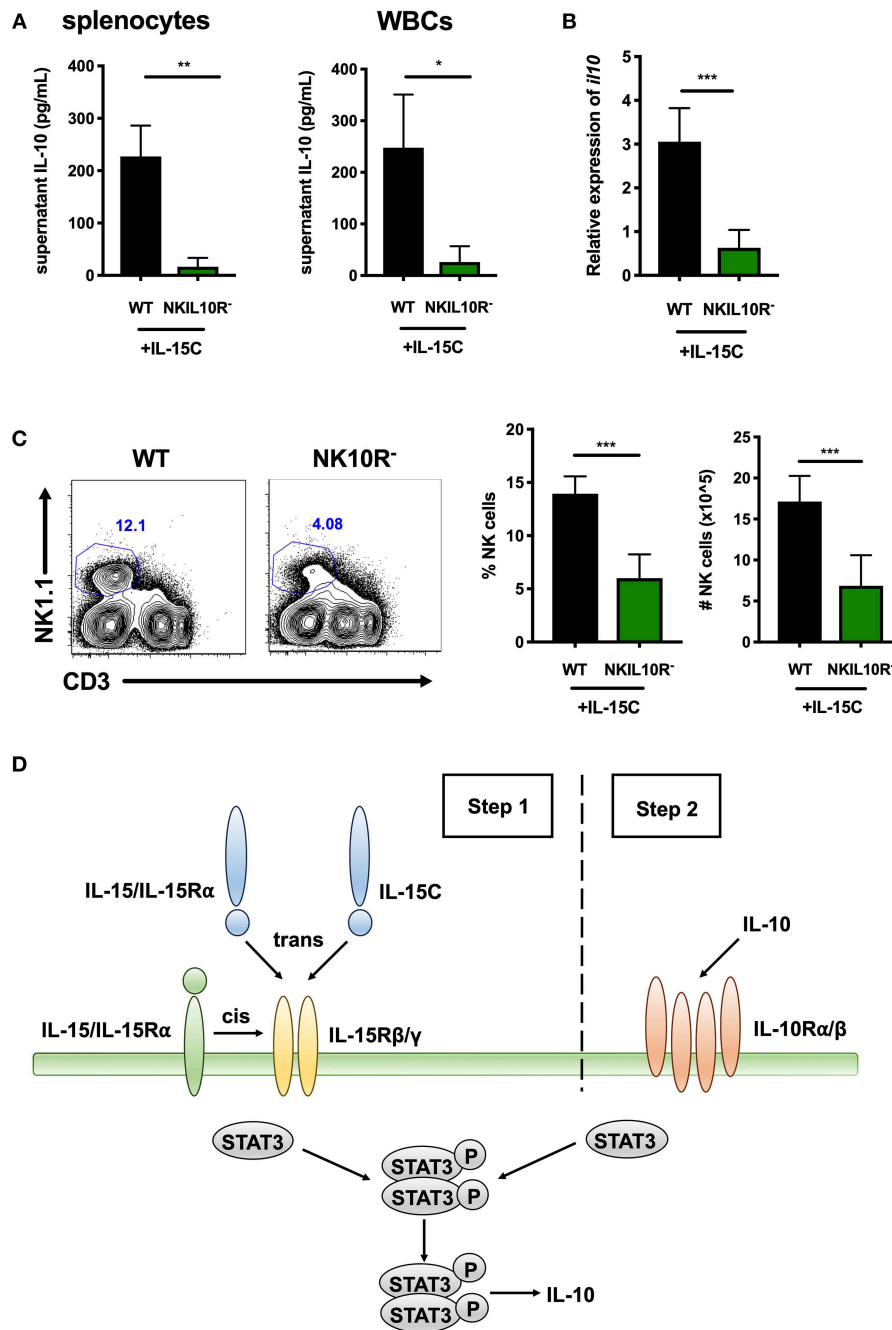 A splenocytes WBCs B
supernatant IL-10 (pg/mL)
400
300
200
100
0
**
WT NKIL10R-
+IL-15C
supernatant IL-10 (pg/mL)
400
300
200
100
0
*
WT NKIL10R-
+IL-15C
Relative expression of il10
5
4
3
2
1
0
***
WT NKIL10R-
+IL-15C
C
WT NK10R-
12.1 4.08
NK1.1
CD3
% NK cells
20
15
10
5
0
***
WT NKIL10R-
+IL-15C
# NK cells (x10^5)
25
20
15
10
5
0
***
WT NKIL10R-
+IL-15C
D
Step 1 Step 2
IL-15/IL-15Rα IL-15C
trans
IL-10
cis
IL-15/IL-15Rα IL-15Rβ/γ IL-10Rα/β
STAT3 STAT3
STAT3 P
STAT3 P
STAT3 P
STAT3 P
IL-10